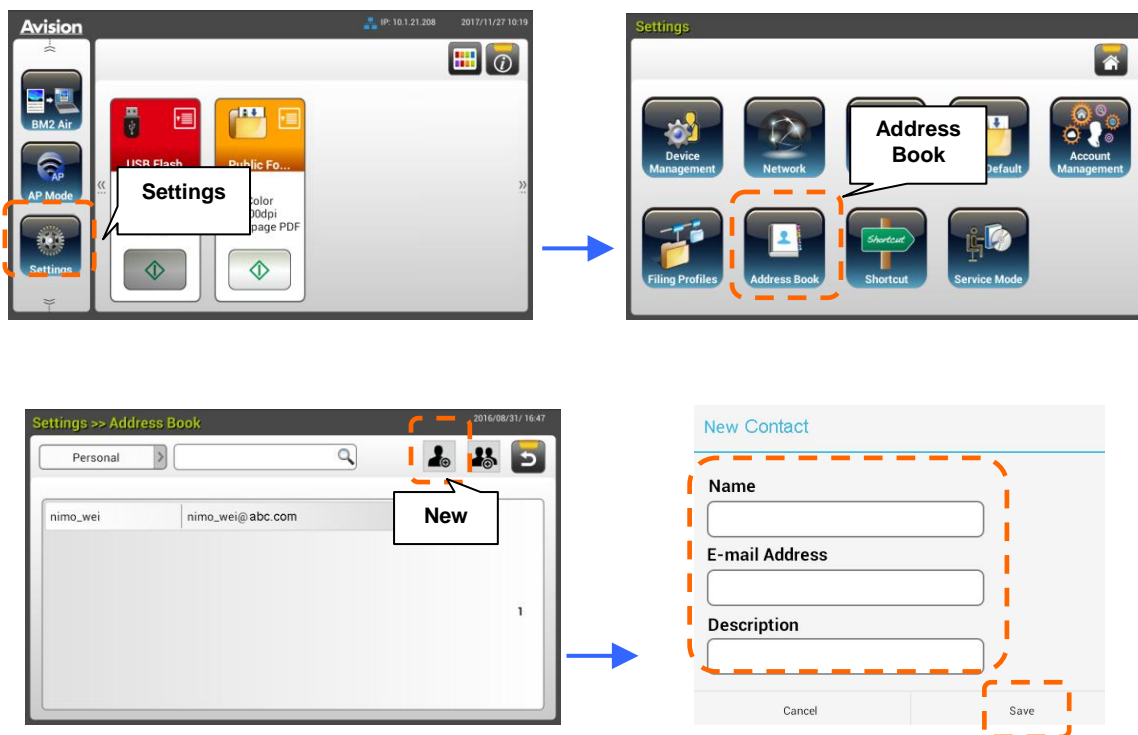 Avision
IP: 10.1.21.208
2017/11/27 10:19
BM2 Air
AP
AP Mode
Settings
USB Flash
Public Fo...
Settings
Color
00dpi
page PDF
Settings
Device
Management
Network
Address
Book
Default
Account
Management
Filing Profiles
Address Book
Shortcut
Shortcut
Service Mode
Settings >> Address Book
2016/08/31/ 16:47
Personal
nimo_wei
nimo_wei@abc.com
New
1
New Contact
Name
E-mail Address
Description
Cancel
Save